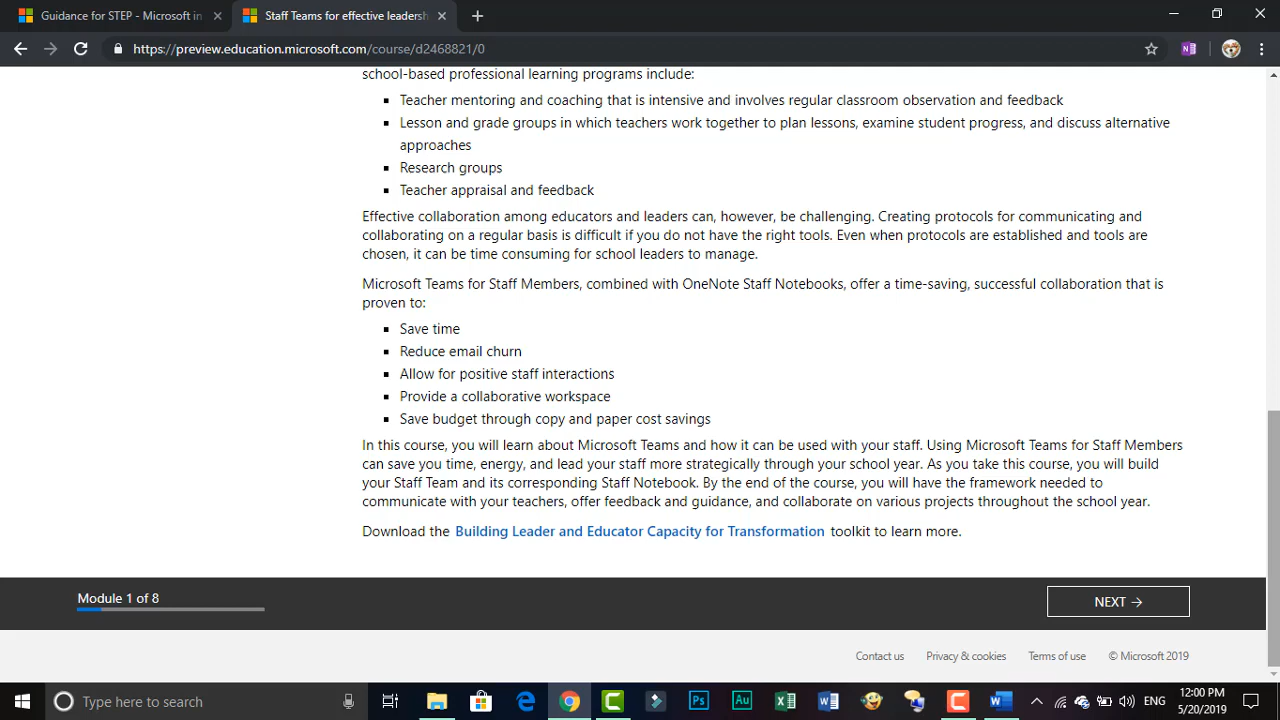 Guidance for STEP - Microsoft in
Staff Teams for effective leadersh
https://preview.education.microsoft.com/course/d2468821/0
school-based professional learning programs include:
Teacher mentoring and coaching that is intensive and involves regular classroom observation and feedback
Lesson and grade groups in which teachers work together to plan lessons, examine student progress, and discuss alternative
approaches
Research groups
Teacher appraisal and feedback
Effective collaboration among educators and leaders can, however, be challenging. Creating protocols for communicating and
collaborating on a regular basis is difficult if you do not have the right tools. Even when protocols are established and tools are
chosen, it can be time consuming for school leaders to manage.
Microsoft Teams for Staff Members, combined with OneNote Staff Notebooks, offer a time-saving, successful collaboration that is
proven to:
Save time
Reduce email churn
Allow for positive staff interactions
Provide a collaborative workspace
Save budget through copy and paper cost savings
In this course, you will learn about Microsoft Teams and how it can be used with your staff. Using Microsoft Teams for Staff Members
can save you time, energy, and lead your staff more strategically through your school year. As you take this course, you will build
your Staff Team and its corresponding Staff Notebook. By the end of the course, you will have the framework needed to
communicate with your teachers, offer feedback and guidance, and collaborate on various projects throughout the school year.
Download the Building Leader and Educator Capacity for Transformation toolkit to learn more.
Module 1 of 8
NEXT →
Contact us Privacy & cookies Terms of use © Microsoft 2019
Type here to search
Ps
Au
ENG
12:00 PM
5/20/2019